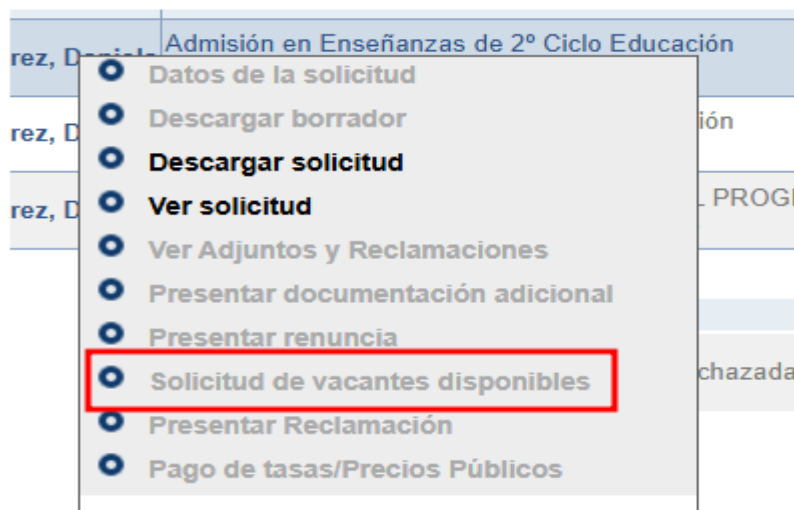 Admisión en Enseñanzas de 2º Ciclo Educación
rez,
Datos de la solicitud
Descargar borrador
ión
rez, D
Descargar solicitud
Ver solicitud
PROG
rez, D
Ver Adjuntos y Reclamaciones
Presentar documentación adicional
Presentar renuncia
Solicitud de vacantes disponibles
chazada
Presentar Reclamación
Pago de tasas/Precios Públicos